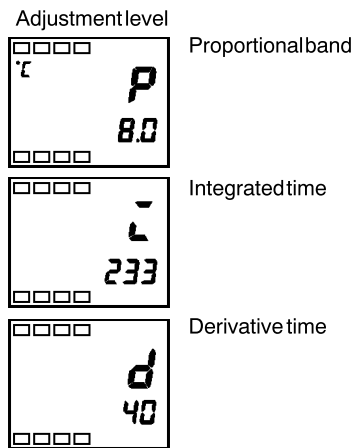 Adjustment level
Proportional band
°C
P
8.0
Integrated time
i
233
Derivative time
d
40